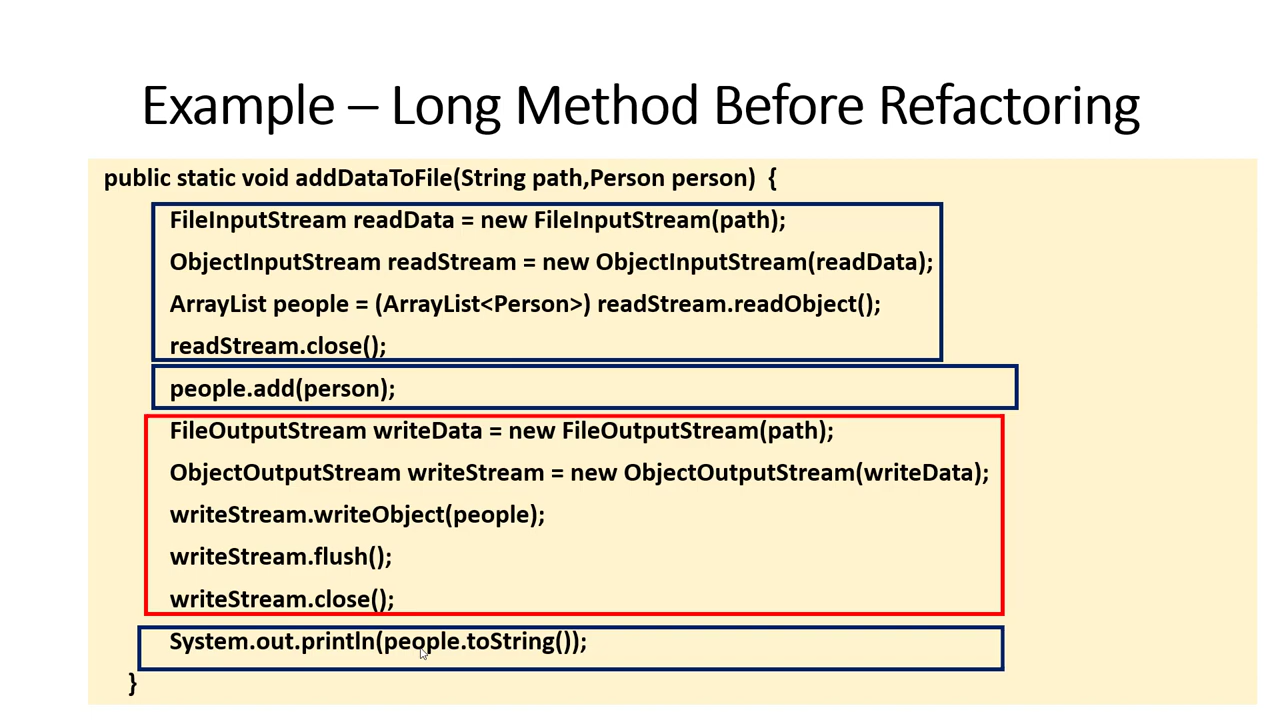 Example – Long Method Before Refactoring
public static void addDataToFile(String path,Person person) {
FileInputStream readData = new FileInputStream(path);
ObjectInputStream readStream = new ObjectInputStream(readData);
ArrayList people = (ArrayList<Person>) readStream.readObject();
readStream.close();
people.add(person);
FileOutputStream writeData = new FileOutputStream(path);
ObjectOutputStream writeStream = new ObjectOutputStream(writeData);
writeStream.writeObject(people);
writeStream.flush();
writeStream.close();
System.out.println(people.toString());
}